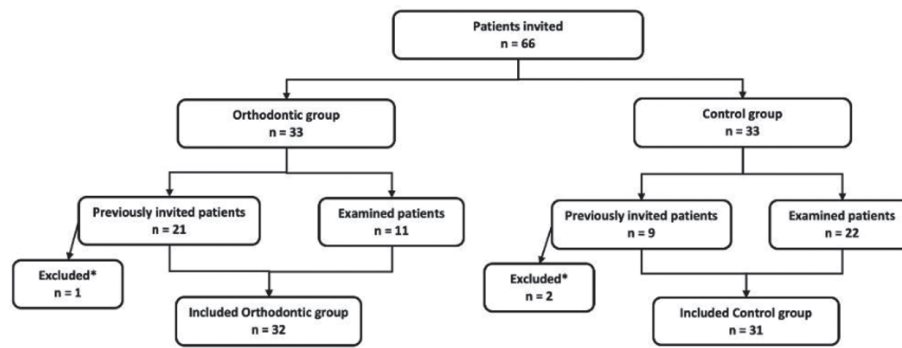 Patients invited
n = 66
Orthodontic group
n = 33
Control group
n = 33
Previously invited patients
n = 21
Examined patients
n = 11
Previously invited patients
n = 9
Examined patients
n = 22
Excluded*
n = 1
Excluded*
n = 2
Included Orthodontic group
n = 32
Included Control group
n = 31